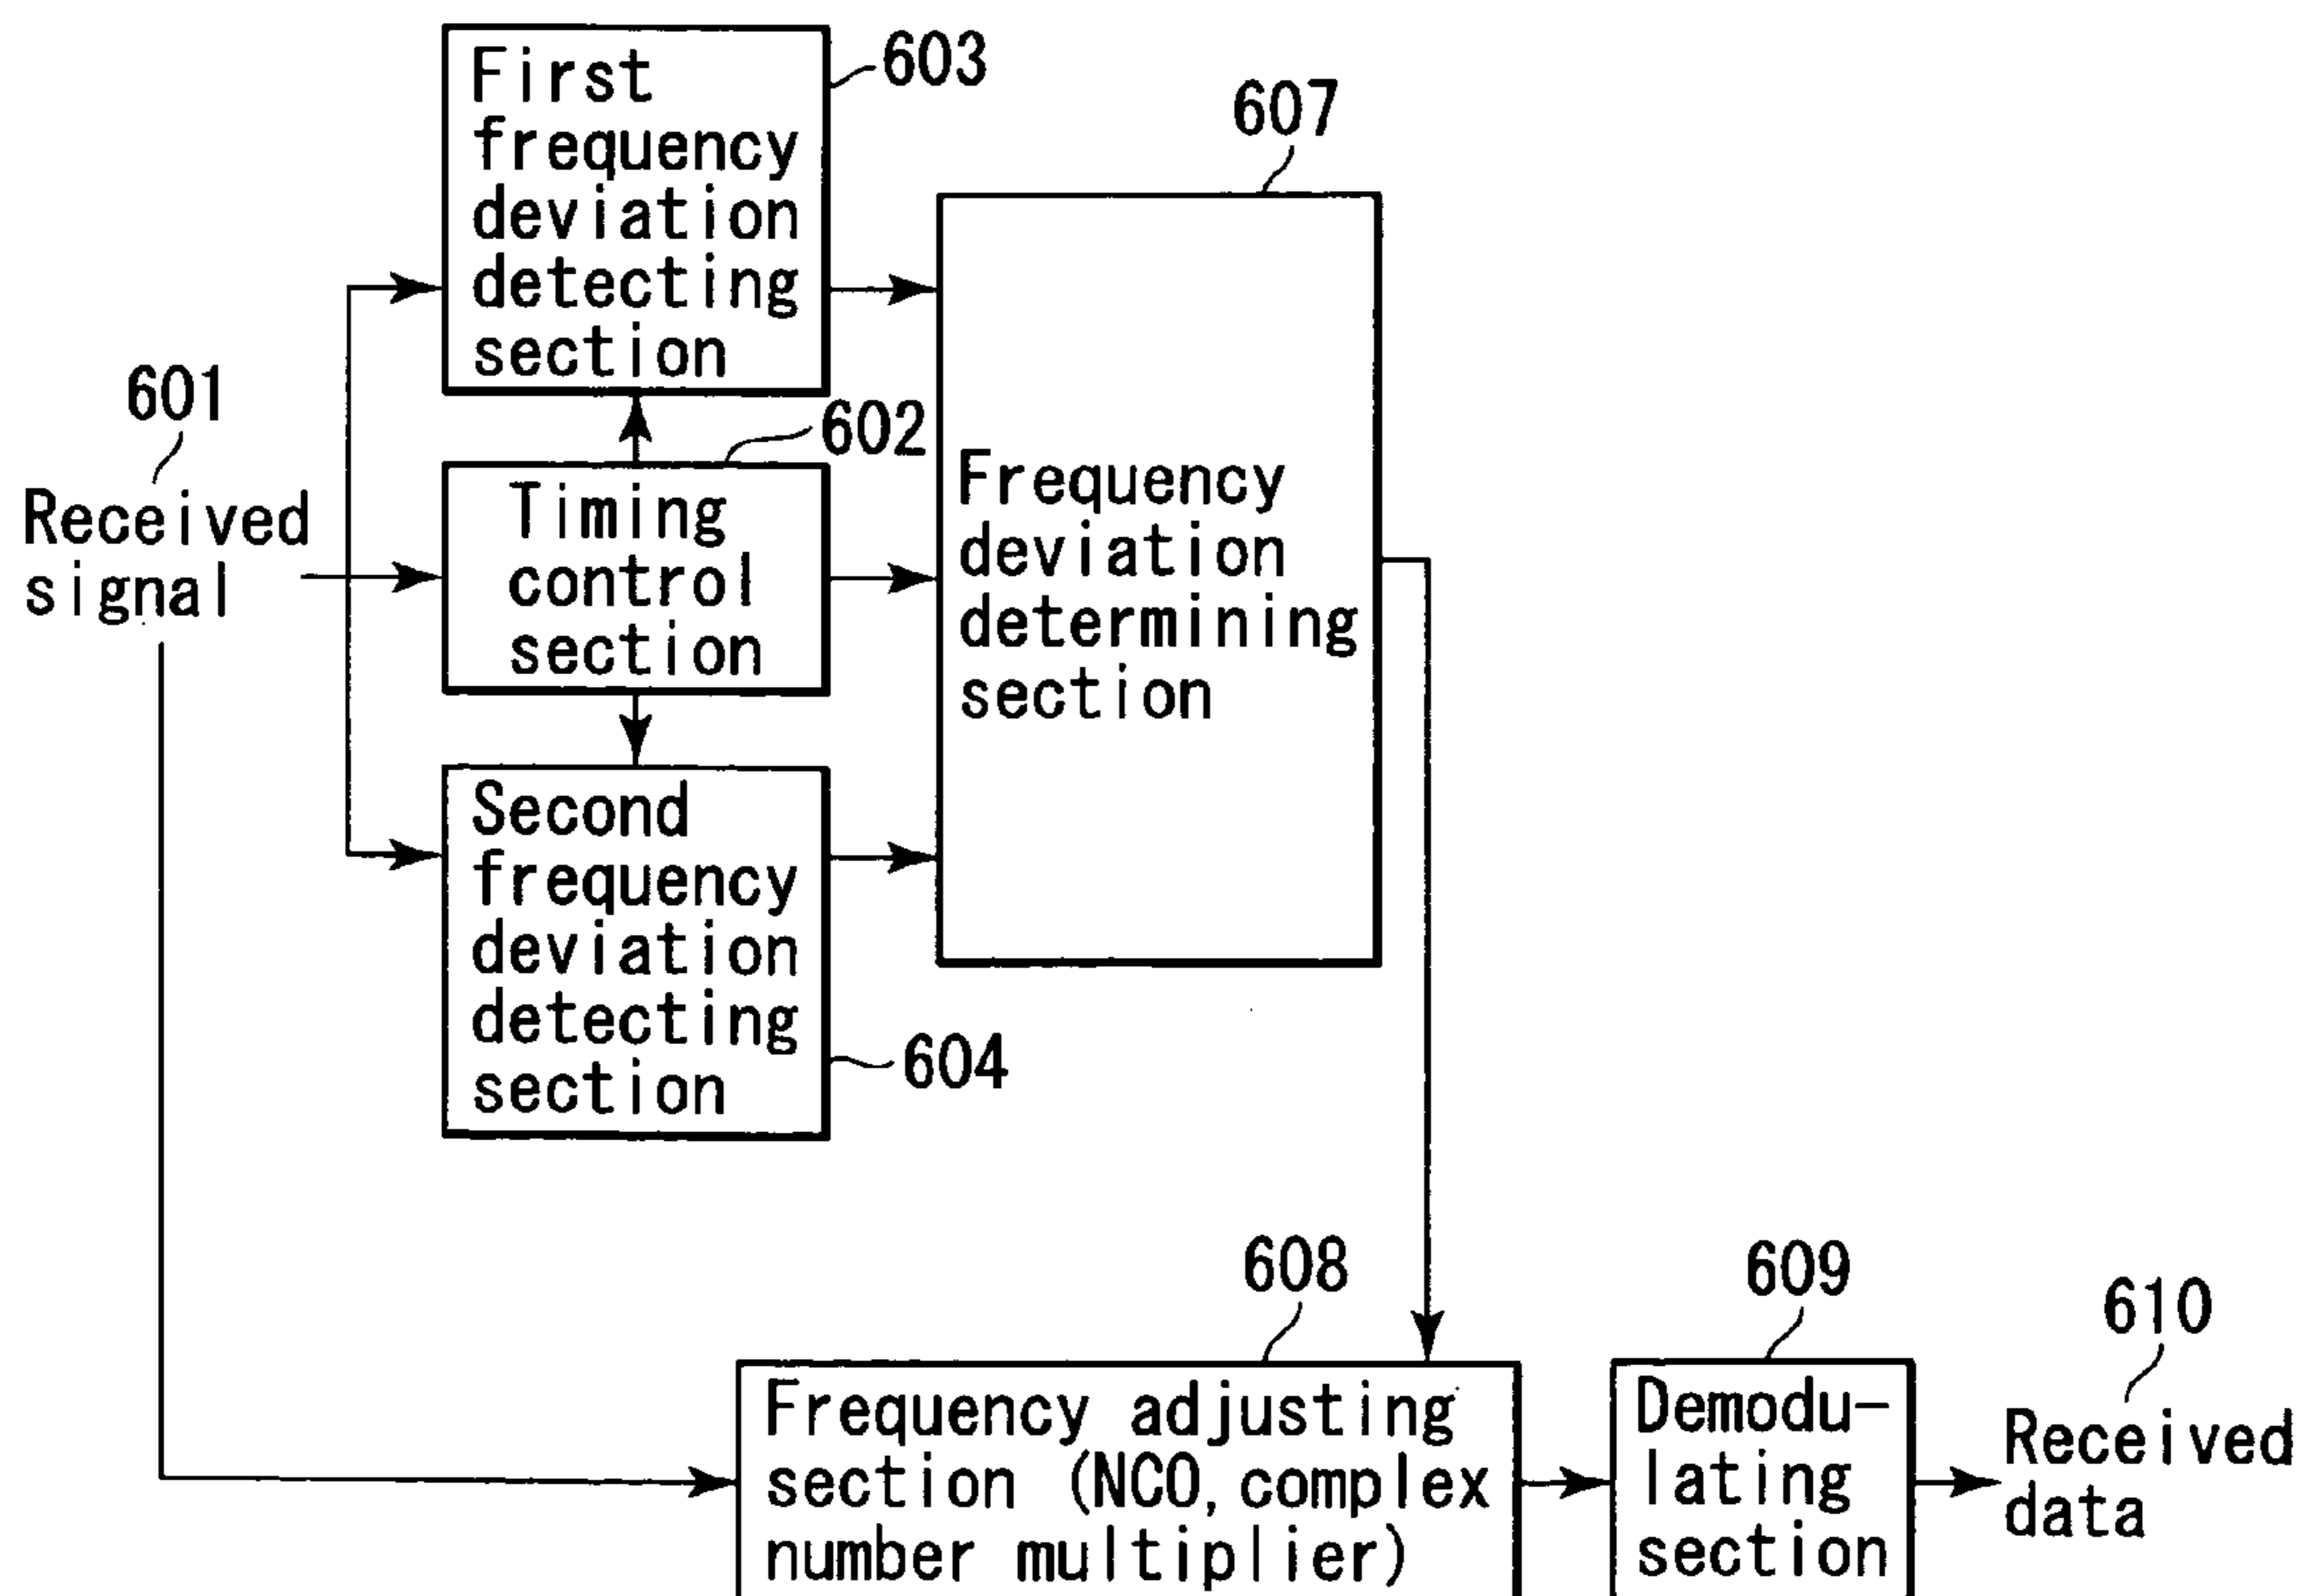 603
First
frequency
deviation
detecting
section
607
601
Received
signal
602
Timing
control
section
Frequency
deviation
determining
section
Second
frequency
deviation
detecting
section
604
608
Frequency adjusting
section (NCO, complex
number multiplier)
609
Demodu-
lating
section
610
Received
data